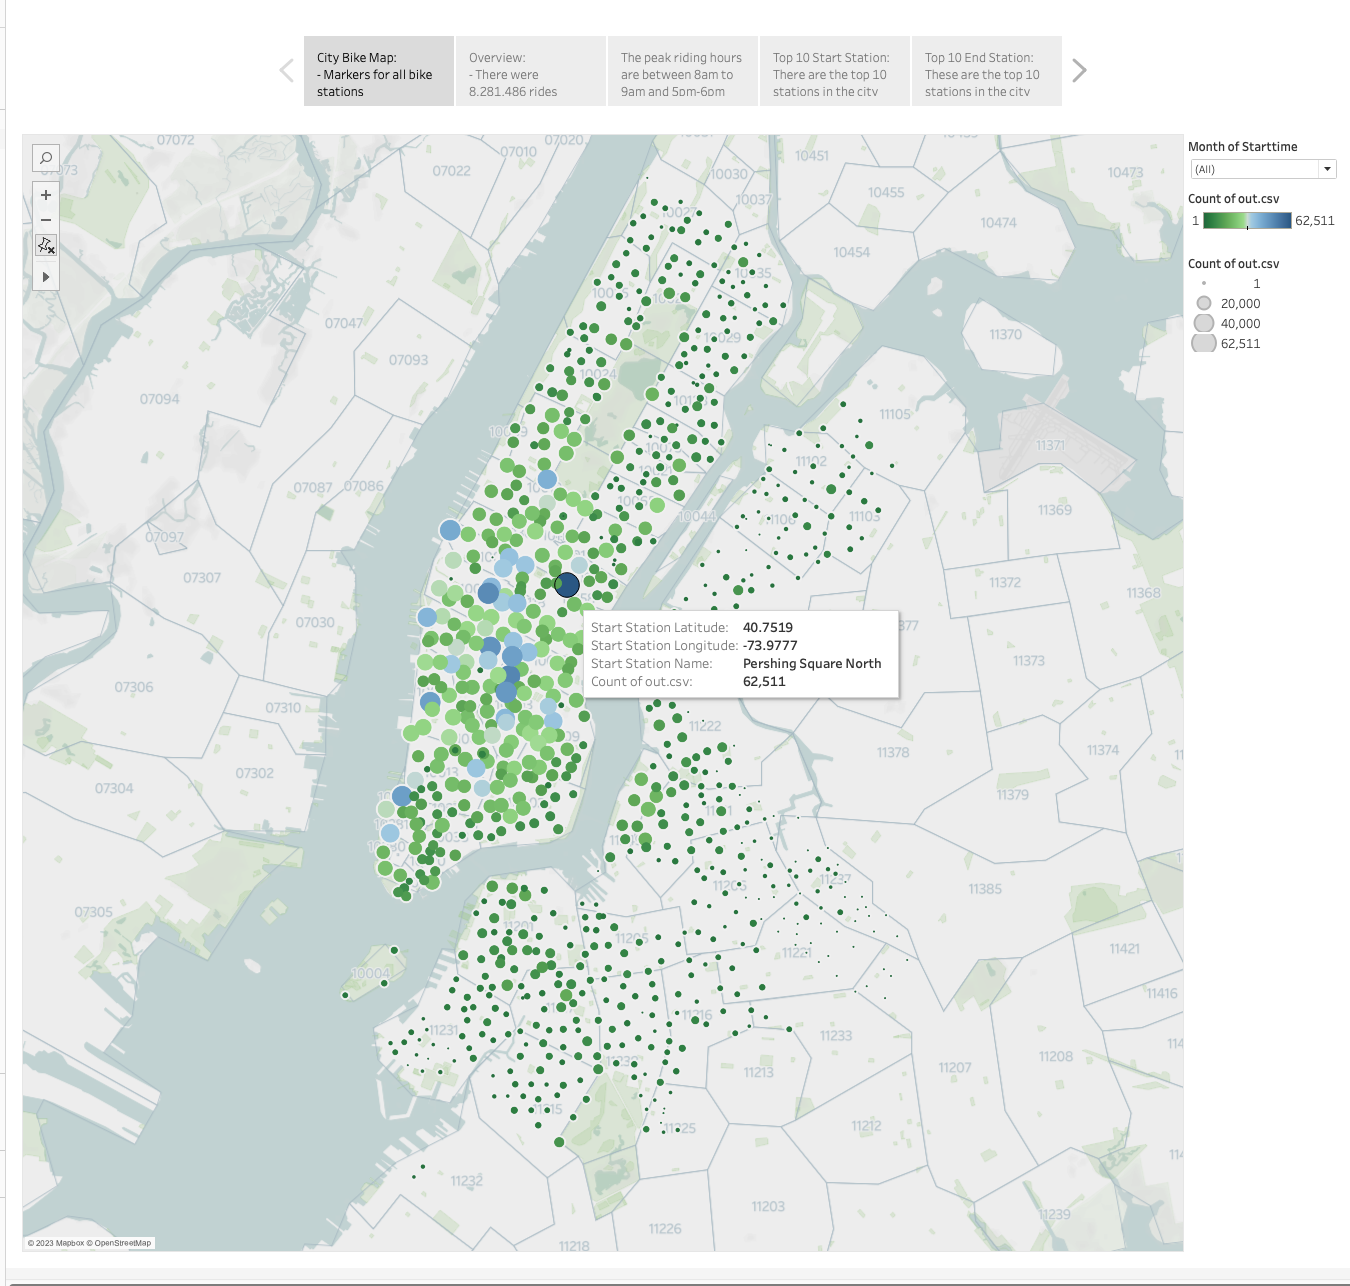 City Bike Map:
- Markers for all bike
stations
Overview:
- There were
8.281.486 rides
The peak riding hours
are between 8am to
9am and 5pm-6pm
Top 10 Start Station:
There are the top 10
stations in the city
Top 10 End Station:
These are the top 10
stations in the city
Month of Starttime
(All)
Count of out.csv
1 62,511
Count of out.csv
1
20,000
40,000
62,511
07072
07020
07010
07022
10451
10030
10037
10455
10473
10474
10454
10027
07047
07093
11370
10029
10024
07094
11105
11371
11102
07087
07086
10044
11103
11369
07097
07307
11372
11368
07030
11373
07306
07310
11222
11378
11374
07302
07304
11379
11206
11237
11385
07305
11201
11205
11421
10004
11416
11231
11216
11233
11207
11208
11213
11212
11215
11225
11232
11203
11239
11226
11218
Start Station Latitude: 40.7519
Start Station Longitude: -73.9777
Start Station Name: Pershing Square North
Count of out.csv: 62,511
© 2023 Mapbox © OpenStreetMap